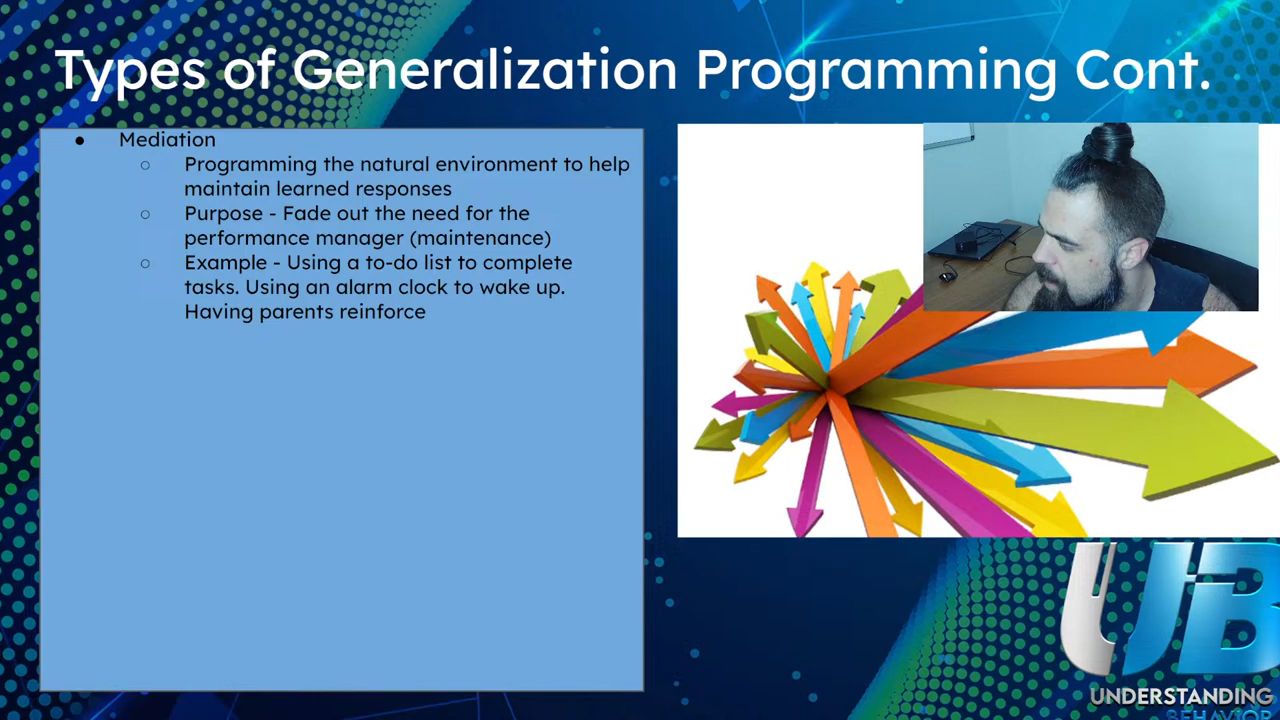 Types of Generalization Programming Cont.
● Mediation
○ Programming the natural environment to help
maintain learned responses
○ Purpose - Fade out the need for the
performance manager (maintenance)
○ Example - Using a to-do list to complete
tasks. Using an alarm clock to wake up.
Having parents reinforce
UB
UNDERSTANDING
BEHAVIOR